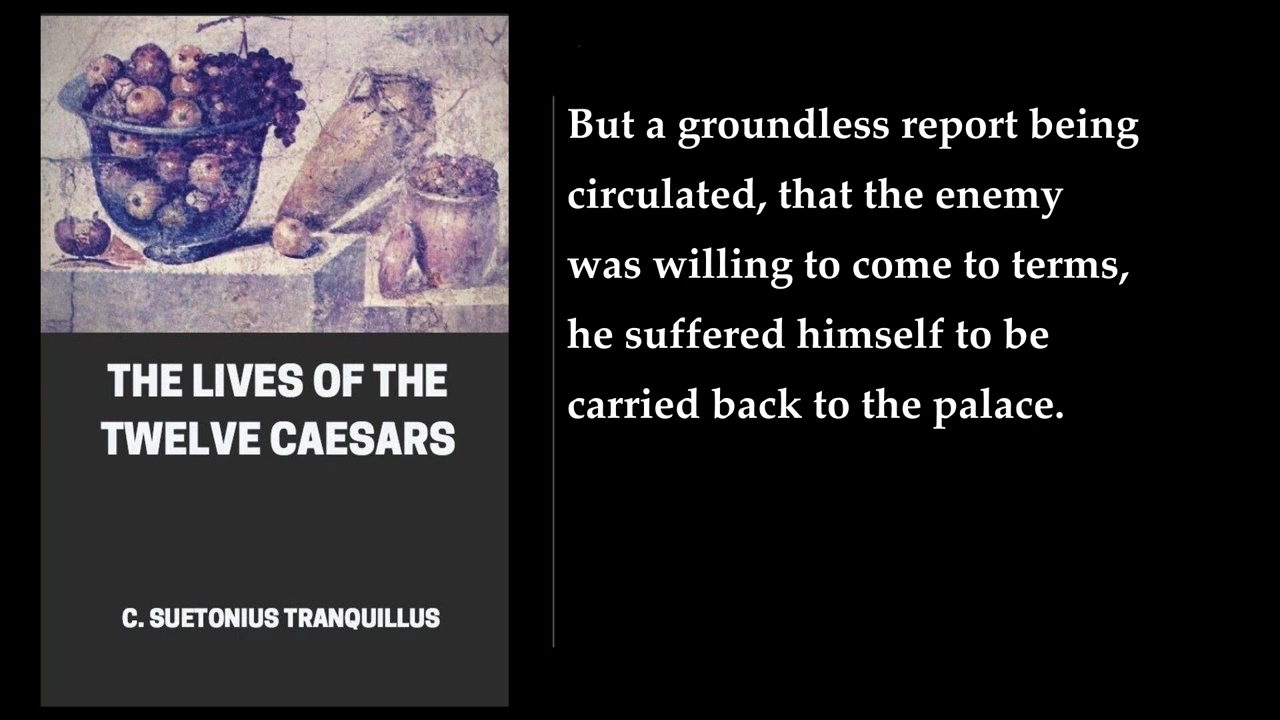 THE LIVES OF THE
TWELVE CAESARS
C. SUETONIUS TRANQUILLUS
But a groundless report being
circulated, that the enemy
was willing to come to terms,
he suffered himself to be
carried back to the palace.